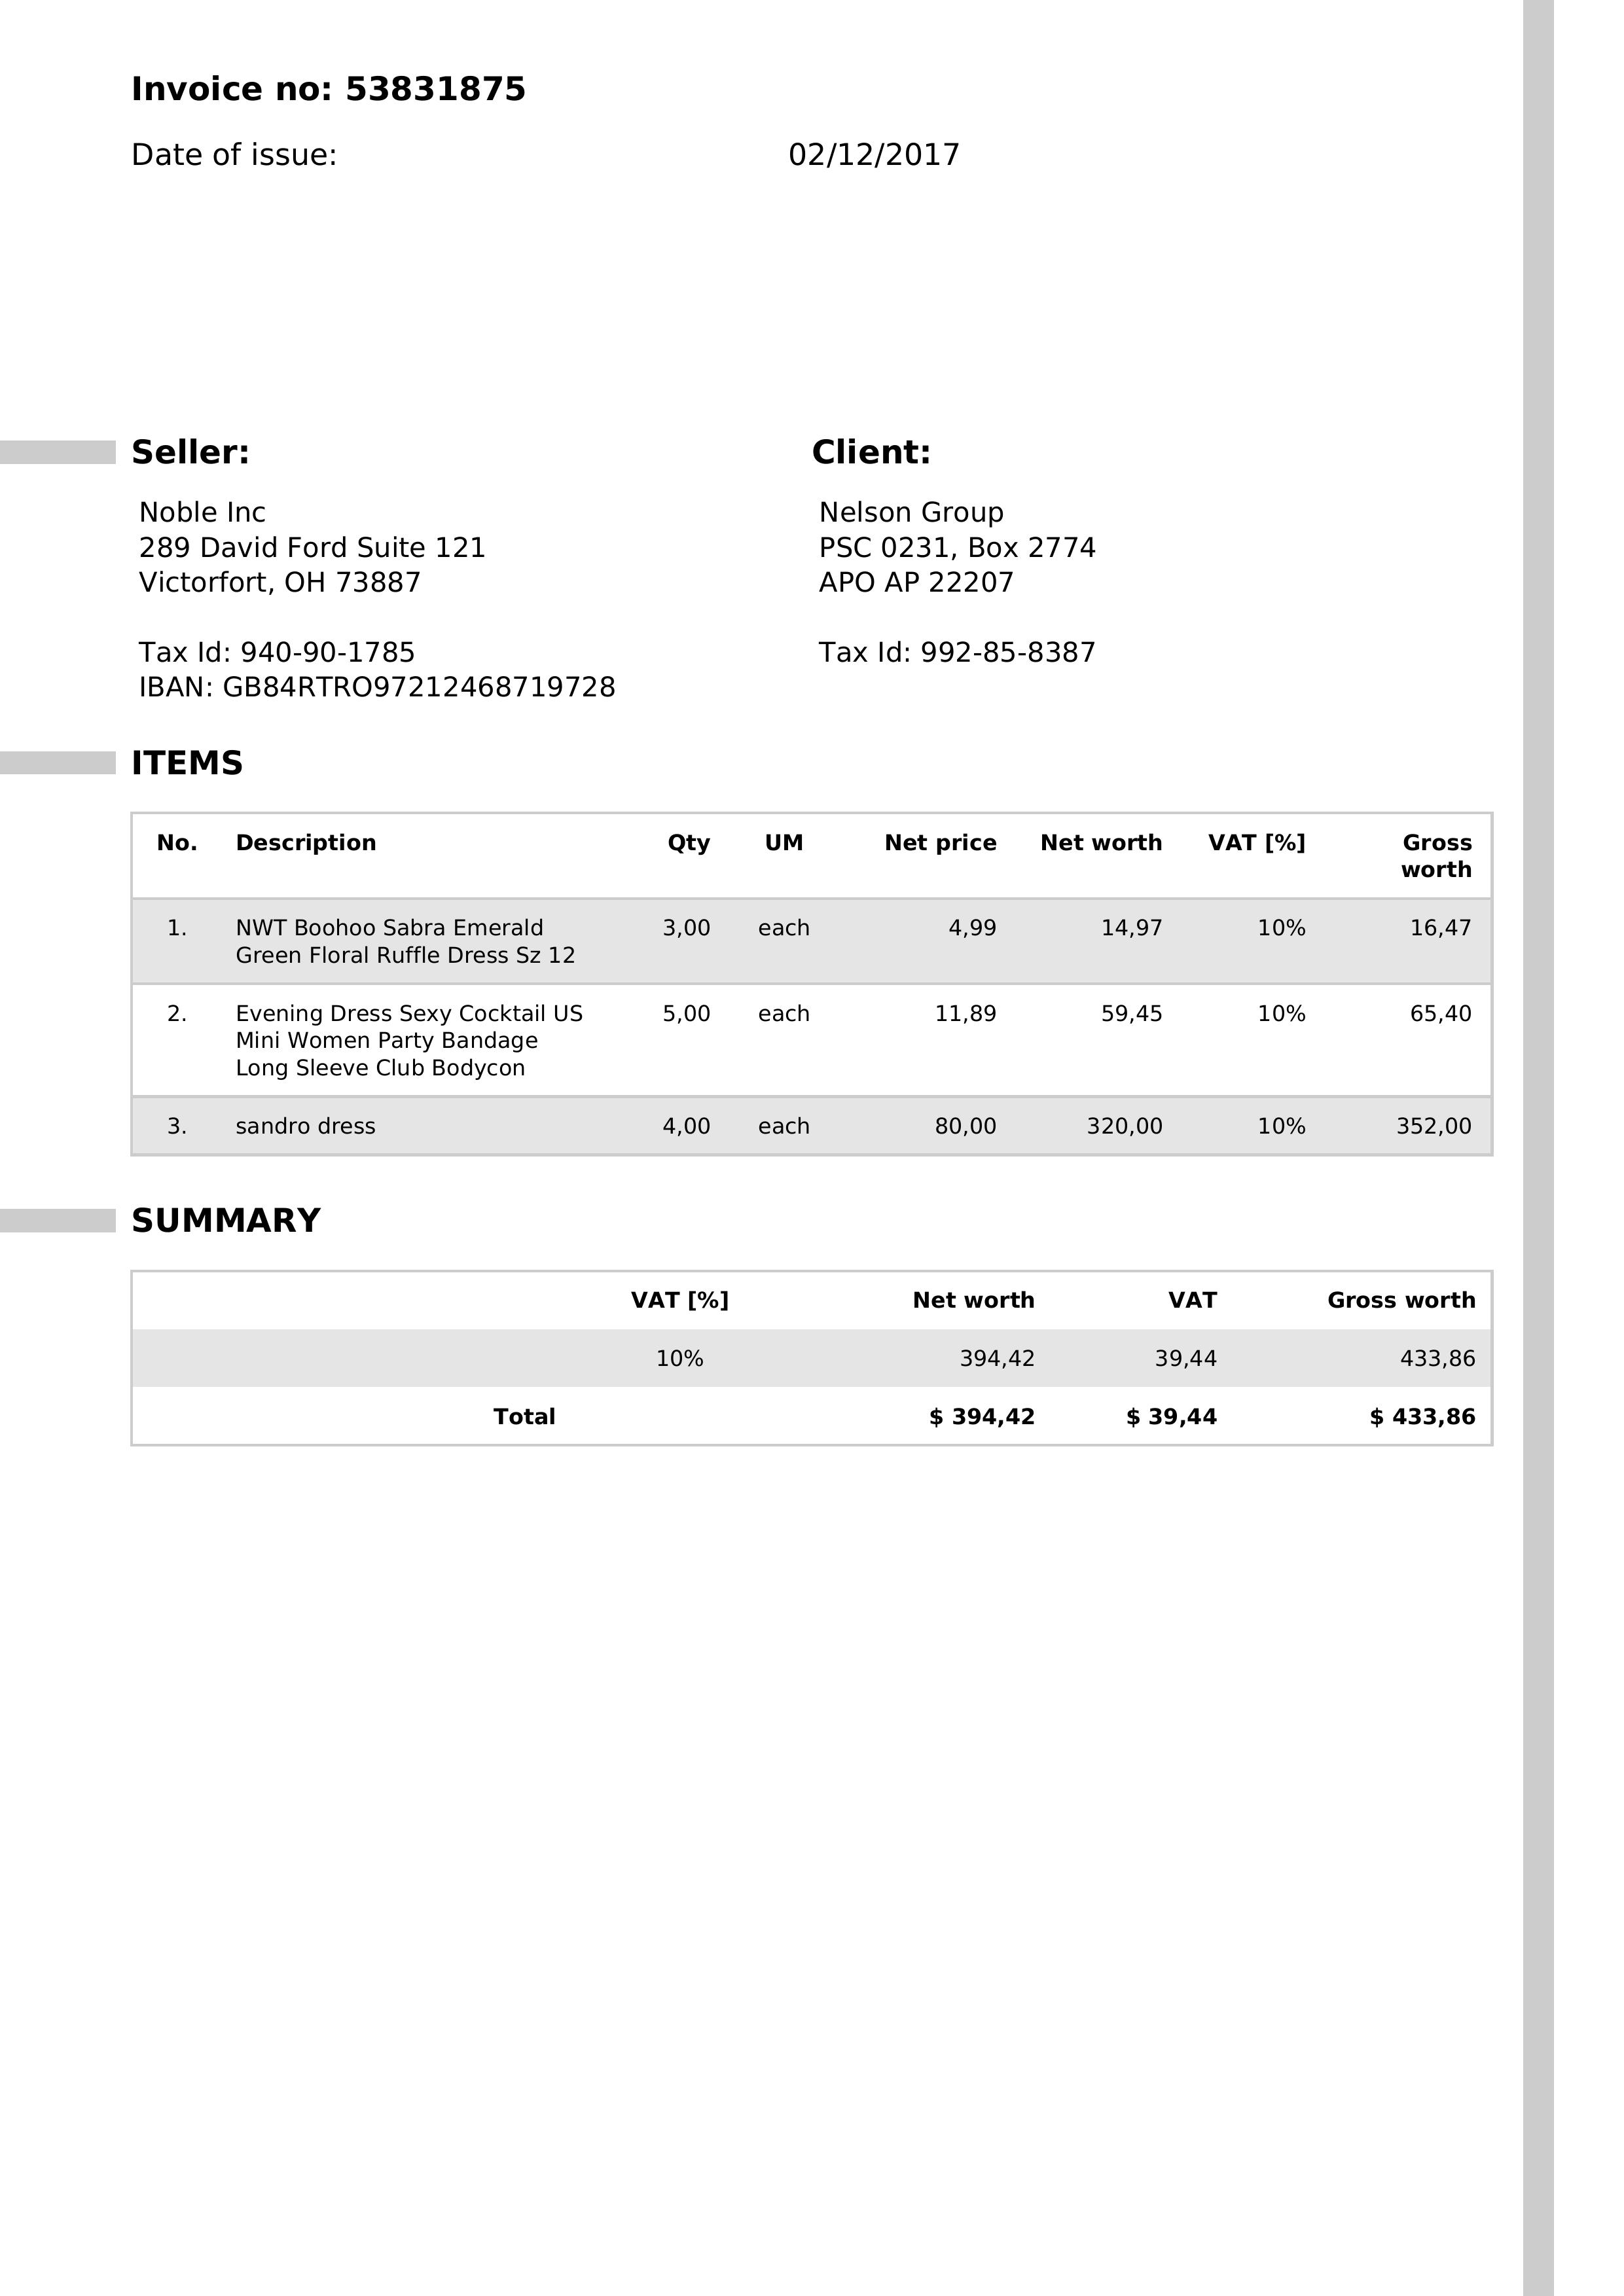 Invoice no: 53831875
Date of issue: 02/12/2017
Seller:
Noble Inc
289 David Ford Suite 121
Victorfort, OH 73887
Tax Id: 940-90-1785
IBAN: GB84RTRO97212468719728
Client:
Nelson Group
PSC 0231, Box 2774
APO AP 22207
Tax Id: 992-85-8387
ITEMS
No. Description Qty UM Net price Net worth VAT [%] Gross
worth
1. NWT Boohoo Sabra Emerald 3,00 each 4,99 14,97 10% 16,47
Green Floral Ruffle Dress Sz 12
2. Evening Dress Sexy Cocktail US 5,00 each 11,89 59,45 10% 65,40
Mini Women Party Bandage
Long Sleeve Club Bodycon
3. sandro dress 4,00 each 80,00 320,00 10% 352,00
SUMMARY
VAT [%] Net worth VAT Gross worth
10% 394,42 39,44 433,86
Total $ 394,42 $ 39,44 $ 433,86